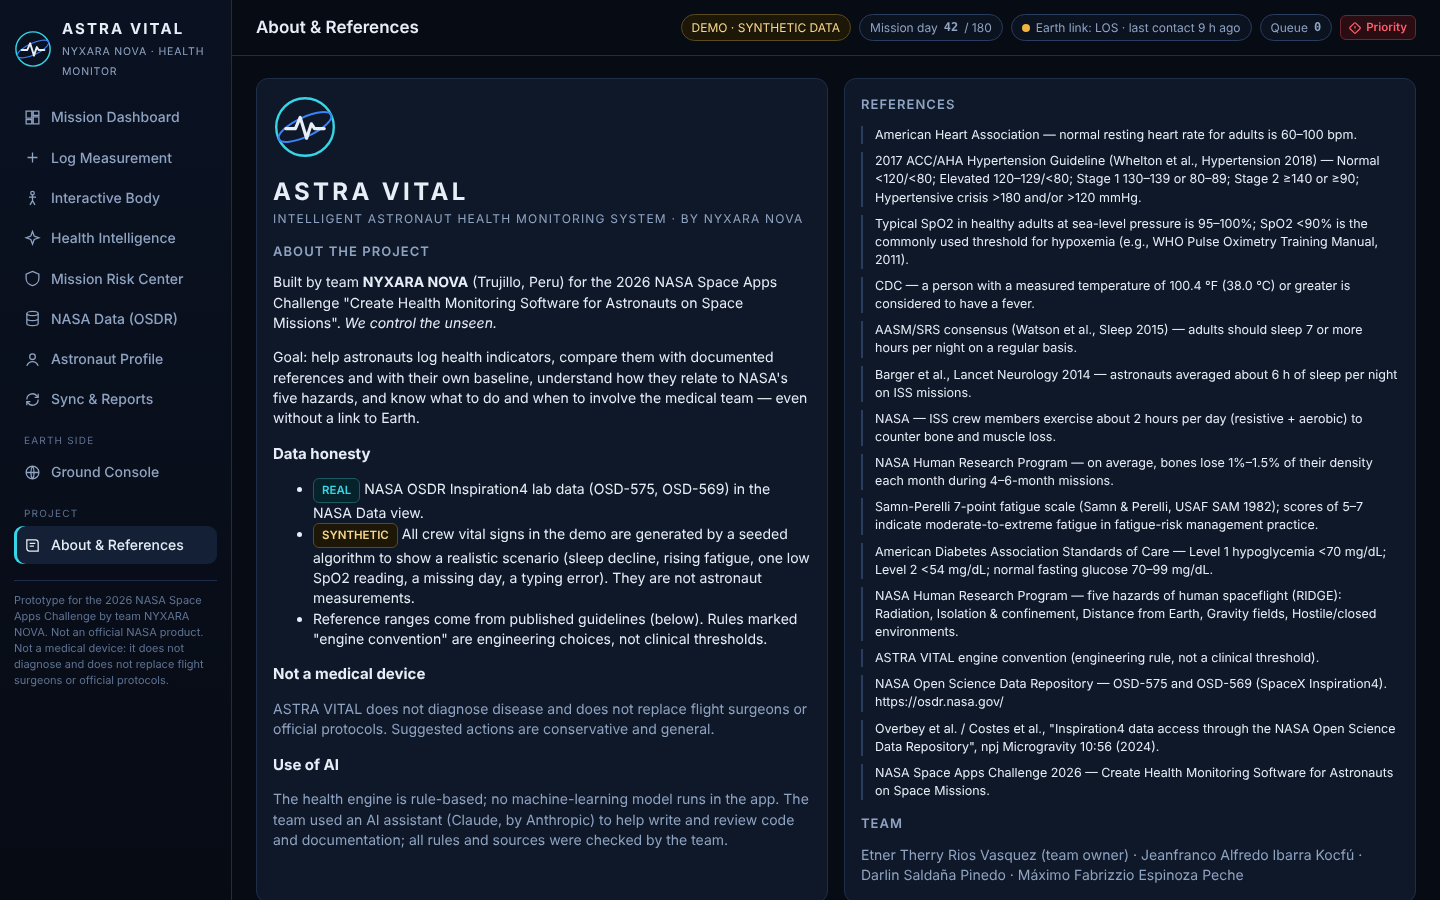 ASTRA VITAL
NYXARA NOVA · HEALTH
MONITOR
Mission Dashboard
Log Measurement
Interactive Body
Health Intelligence
Mission Risk Center
NASA Data (OSDR)
Astronaut Profile
Sync & Reports
EARTH SIDE
Ground Console
PROJECT
About & References
Prototype for the 2026 NASA Space
Apps Challenge by team NYXARA
NOVA. Not an official NASA product.
Not a medical device: it does not
diagnose and does not replace flight
surgeons or official protocols.
About & References
DEMO · SYNTHETIC DATA
Mission day 42 / 180
Earth link: LOS · last contact 9 h ago
Queue 0
Priority
ASTRA VITAL
INTELLIGENT ASTRONAUT HEALTH MONITORING SYSTEM · BY NYXARA NOVA
ABOUT THE PROJECT
Built by team NYXARA NOVA (Trujillo, Peru) for the 2026 NASA Space Apps
Challenge "Create Health Monitoring Software for Astronauts on Space
Missions". We control the unseen.
Goal: help astronauts log health indicators, compare them with documented
references and with their own baseline, understand how they relate to NASA's
five hazards, and know what to do and when to involve the medical team — even
without a link to Earth.
Data honesty
• REAL NASA OSDR Inspiration4 lab data (OSD-575, OSD-569) in the
NASA Data view.
• SYNTHETIC All crew vital signs in the demo are generated by a seeded
algorithm to show a realistic scenario (sleep decline, rising fatigue, one low
SpO2 reading, a missing day, a typing error). They are not astronaut
measurements.
• Reference ranges come from published guidelines (below). Rules marked
"engine convention" are engineering choices, not clinical thresholds.
Not a medical device
ASTRA VITAL does not diagnose disease and does not replace flight surgeons or
official protocols. Suggested actions are conservative and general.
Use of AI
The health engine is rule-based; no machine-learning model runs in the app. The
team used an AI assistant (Claude, by Anthropic) to help write and review code
and documentation; all rules and sources were checked by the team.
REFERENCES
American Heart Association — normal resting heart rate for adults is 60–100 bpm.
2017 ACC/AHA Hypertension Guideline (Whelton et al., Hypertension 2018) — Normal
<120/<80; Elevated 120–129/<80; Stage 1 130–139 or 80–89; Stage 2 ≥140 or ≥90;
Hypertensive crisis >180 and/or >120 mmHg.
Typical SpO2 in healthy adults at sea-level pressure is 95–100%; SpO2 <90% is the
commonly used threshold for hypoxemia (e.g., WHO Pulse Oximetry Training Manual,
2011).
CDC — a person with a measured temperature of 100.4 °F (38.0 °C) or greater is
considered to have a fever.
AASM/SRS consensus (Watson et al., Sleep 2015) — adults should sleep 7 or more
hours per night on a regular basis.
Barger et al., Lancet Neurology 2014 — astronauts averaged about 6 h of sleep per night
on ISS missions.
NASA — ISS crew members exercise about 2 hours per day (resistive + aerobic) to
counter bone and muscle loss.
NASA Human Research Program — on average, bones lose 1%–1.5% of their density
each month during 4–6-month missions.
Samn-Perelli 7-point fatigue scale (Samn & Perelli, USAF SAM 1982); scores of 5–7
indicate moderate-to-extreme fatigue in fatigue-risk management practice.
American Diabetes Association Standards of Care — Level 1 hypoglycemia <70 mg/dL;
Level 2 <54 mg/dL; normal fasting glucose 70–99 mg/dL.
NASA Human Research Program — five hazards of human spaceflight (RIDGE):
Radiation, Isolation & confinement, Distance from Earth, Gravity fields, Hostile/closed
environments.
ASTRA VITAL engine convention (engineering rule, not a clinical threshold).
NASA Open Science Data Repository — OSD-575 and OSD-569 (SpaceX Inspiration4).
https://osdr.nasa.gov/
Overbey et al. / Costes et al., "Inspiration4 data access through the NASA Open Science
Data Repository", npj Microgravity 10:56 (2024).
NASA Space Apps Challenge 2026 — Create Health Monitoring Software for Astronauts
on Space Missions.
TEAM
Etner Therry Rios Vasquez (team owner) · Jeanfranco Alfredo Ibarra Kocfú ·
Darlin Saldaña Pinedo · Máximo Fabrizzio Espinoza Peche